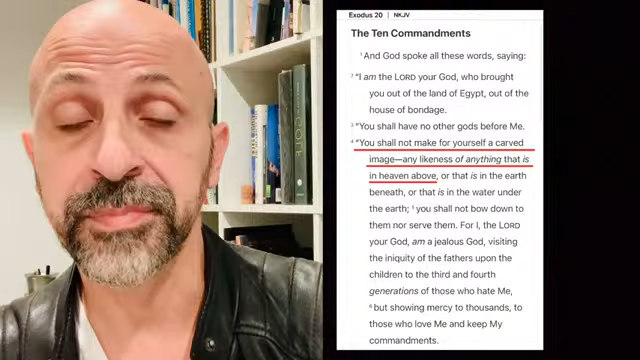 Exodus 20 | NKJV
The Ten Commandments
1 And God spoke all these words, saying:
2 “I am the LORD your God, who brought
you out of the land of Egypt, out of the
house of bondage.
3 “You shall have no other gods before Me.
4 “You shall not make for yourself a carved
image—any likeness of anything that is
in heaven above, or that is in the earth
beneath, or that is in the water under
the earth; 5 you shall not bow down to
them nor serve them. For I, the LORD
your God, am a jealous God, visiting
the iniquity of the fathers upon the
children to the third and fourth
generations of those who hate Me,
6 but showing mercy to thousands, to
those who love Me and keep My
commandments.